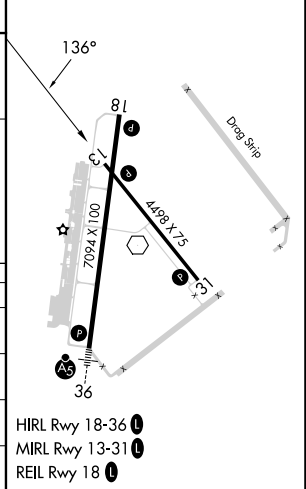 136°
18
P
13
P
Drag Strip
7094 X 100
4498 X 75
P
31
P
A5
36
HIRL Rwy 18-36 L
MIRL Rwy 13-31 L
REIL Rwy 18 L